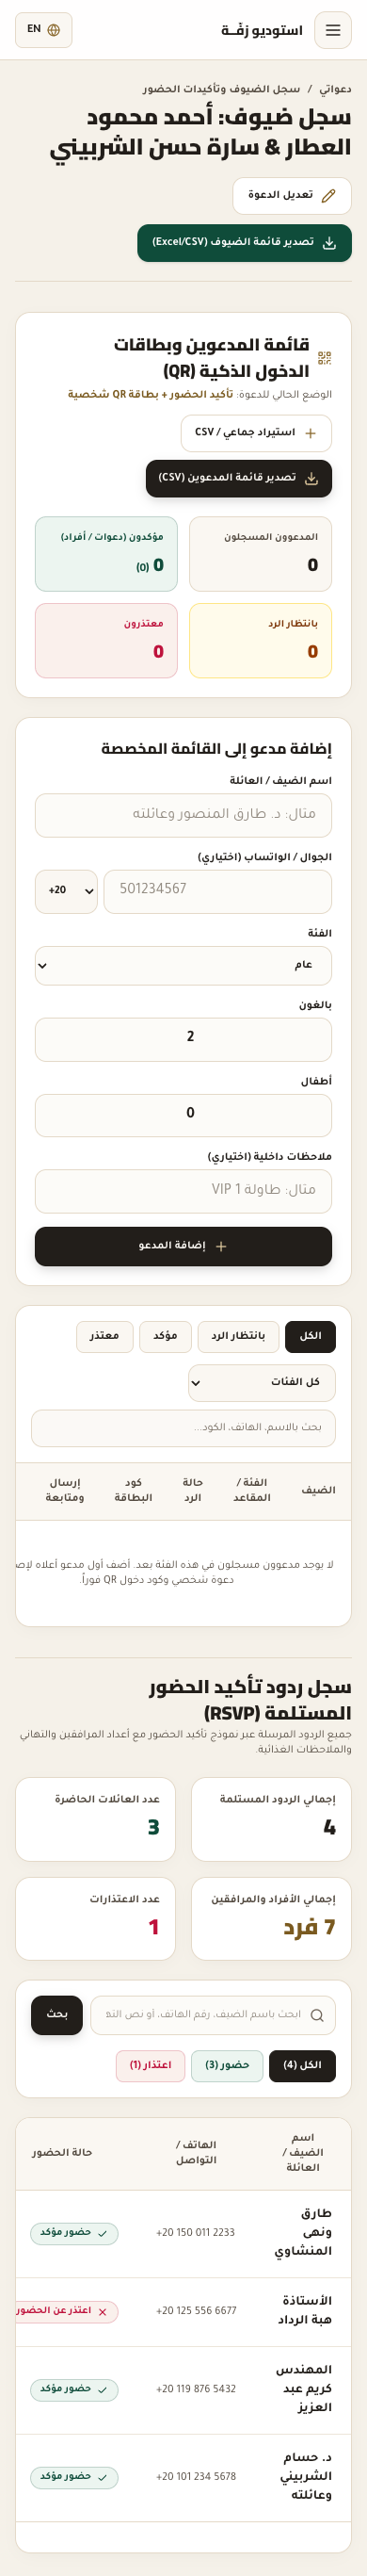 استوديو زفّـة
EN
دعواتي / سجل الضيوف وتأكيدات الحضور
سجل ضيوف: أحمد محمود
العطار & سارة حسن الشربيني
تعديل الدعوة
تصدير قائمة الضيوف (Excel/CSV)
قائمة المدعوين وبطاقات
الدخول الذكية (QR)
الوضع الحالي للدعوة: تأكيد الحضور + بطاقة QR شخصية
استيراد جماعي / CSV
تصدير قائمة المدعوين (CSV)
المدعوون المسجلون
0
مؤكدون (دعوات / أفراد)
0 (0)
بانتظار الرد
0
معتذرون
0
إضافة مدعو إلى القائمة المخصصة
اسم الضيف / العائلة
مثال: د. طارق المنصور وعائلته
الجوال / الواتساب (اختياري)
501234567
+20
الفئة
عام
بالغون
2
أطفال
0
ملاحظات داخلية (اختياري)
مثال: طاولة 1 VIP
إضافة المدعو
الكل
بانتظار الرد
مؤكد
معتذر
كل الفئات
بحث بالاسم، الهاتف، الكود...
الضيف
الفئة /
المقاعد
حالة
الرد
كود
البطاقة
إرسال
ومتابعة
لا يوجد مدعوون مسجلون في هذه الفئة بعد. أضف أول مدعو أعلاه
دعوة شخصي وكود دخول QR فوراً.
سجل ردود تأكيد الحضور
المستلمة (RSVP)
جميع الردود المرسلة عبر نموذج تأكيد الحضور مع أعداد المرافقين والتهاني
والملاحظات الغذائية.
إجمالي الردود المستلمة
4
عدد العائلات الحاضرة
3
إجمالي الأفراد والمرافقين
7 فرد
عدد الاعتذارات
1
ابحث باسم الضيف، رقم الهاتف، أو نص
بحث
الكل (4)
حضور (3)
اعتذار (1)
اسم
الضيف /
العائلة
الهاتف /
التواصل
حالة الحضور
طارق
ونهى
المنشاوي
+20 150 011 2233
حضور مؤكد
الأستاذة
هبة الرداد
+20 125 556 6677
اعتذر عن الحضور
المهندس
كريم عبد
العزيز
+20 119 876 5432
حضور مؤكد
د. حسام
الشربيني
وعائلته
+20 101 234 5678
حضور مؤكد